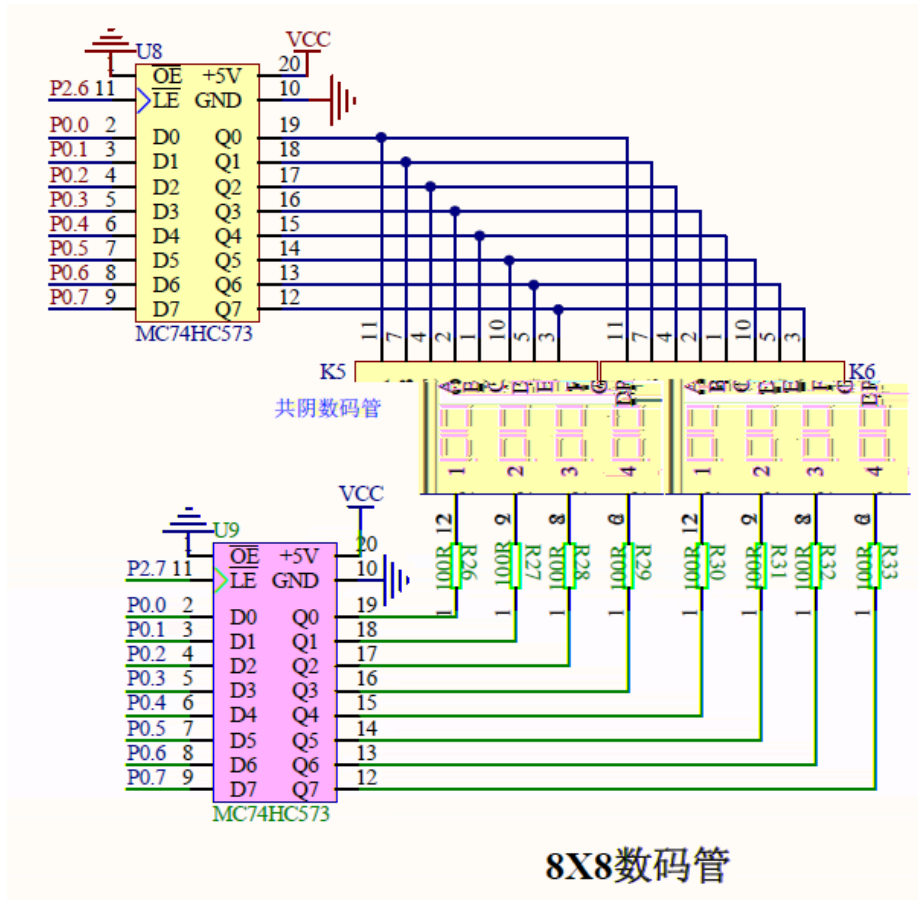 VCC
U8
1 OE +5V 20
P2.6 11 LE GND 10
P0.0 2 D0 Q0 19
P0.1 3 D1 Q1 18
P0.2 4 D2 Q2 17
P0.3 5 D3 Q3 16
P0.4 6 D4 Q4 15
P0.5 7 D5 Q5 14
P0.6 8 D6 Q6 13
P0.7 9 D7 Q7 12
MC74HC573
11 7 4 2 1 10 5 3 11 7 4 2 1 10 5 3
K5 K6
共阴数码管
1 2 3 4 1 2 3 4
12 9 8 6 12 9 8 6
R26 R27 R28 R29 R30 R31 R32 R33
100R 100R 100R 100R 100R 100R 100R 100R
1 1 1 1 1 1 1 1
VCC
U9
1 OE +5V 20
P2.7 11 LE GND 10
P0.0 2 D0 Q0 19
P0.1 3 D1 Q1 18
P0.2 4 D2 Q2 17
P0.3 5 D3 Q3 16
P0.4 6 D4 Q4 15
P0.5 7 D5 Q5 14
P0.6 8 D6 Q6 13
P0.7 9 D7 Q7 12
MC74HC573
8X8数码管